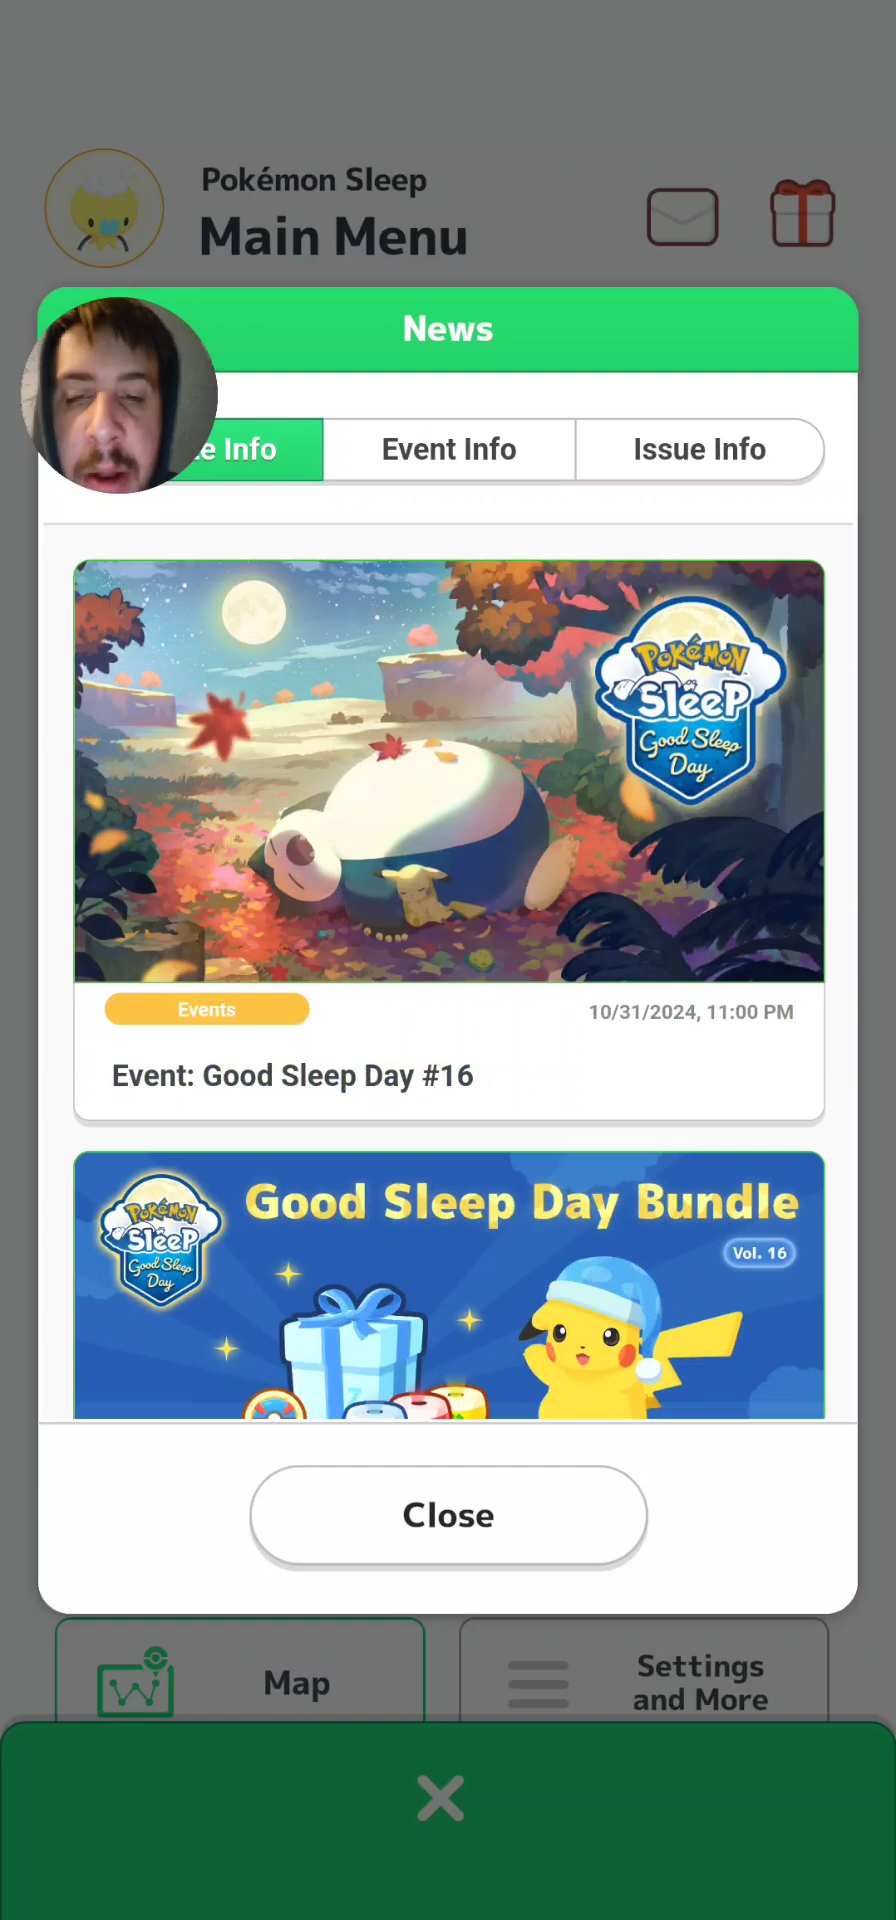 Pokémon Sleep
Main Menu
News
e Info
Event Info
Issue Info
POKéMON
Sleep
Good Sleep
Day
Events
10/31/2024, 11:00 PM
Event: Good Sleep Day #16
POKéMON
Sleep
Good Sleep
Day
Good Sleep Day Bundle
Vol. 16
Close
Map
Settings
and More